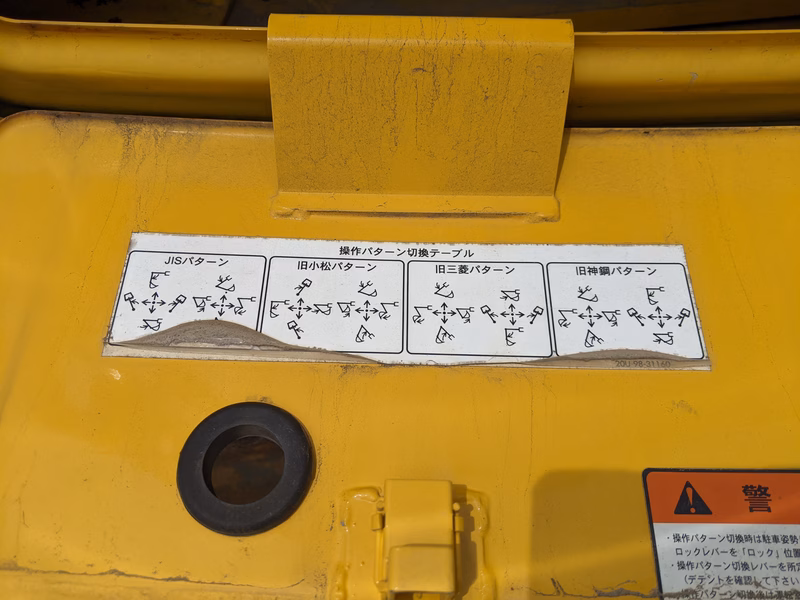 操作パターン切換テーブル
JISパターン
旧小松パターン
旧三菱パターン
旧神鋼パターン
20U-98-31160
警
・操作パターン切換時は駐車姿勢
ロックレバーを「ロック」位置
・操作パターン切換レバーを所定
(デテントを確認して下さい